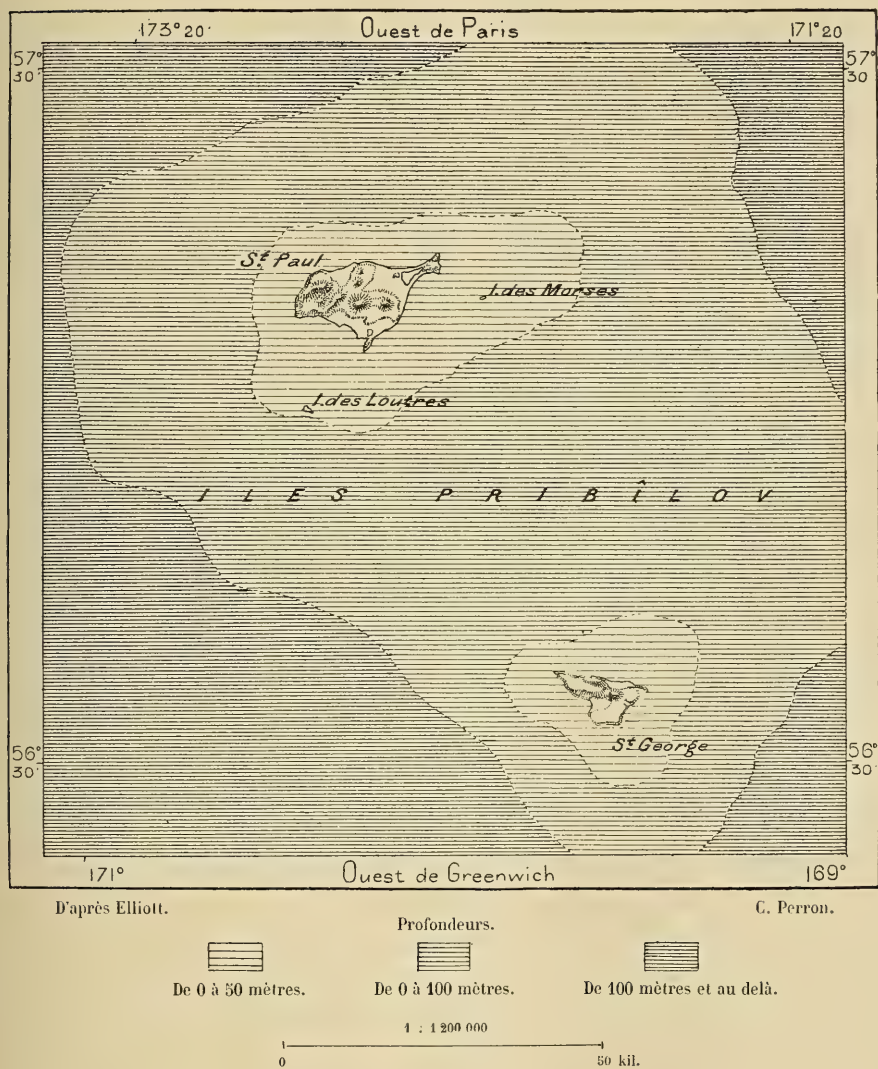 173° 20' Ouest de Paris 171° 20
57° 57°
30' 30
St Paul
I. des Morses
I. des Loutres
ILES PRIBÎLOV
St George
56° 56°
30' 30'
171° Ouest de Greenwich 169°
D'après Elliott. C. Perron.
Profondeurs.
De 0 à 50 mètres. De 0 à 100 mètres. De 100 mètres et au delà.
1 : 1 200 000
0 50 kil.